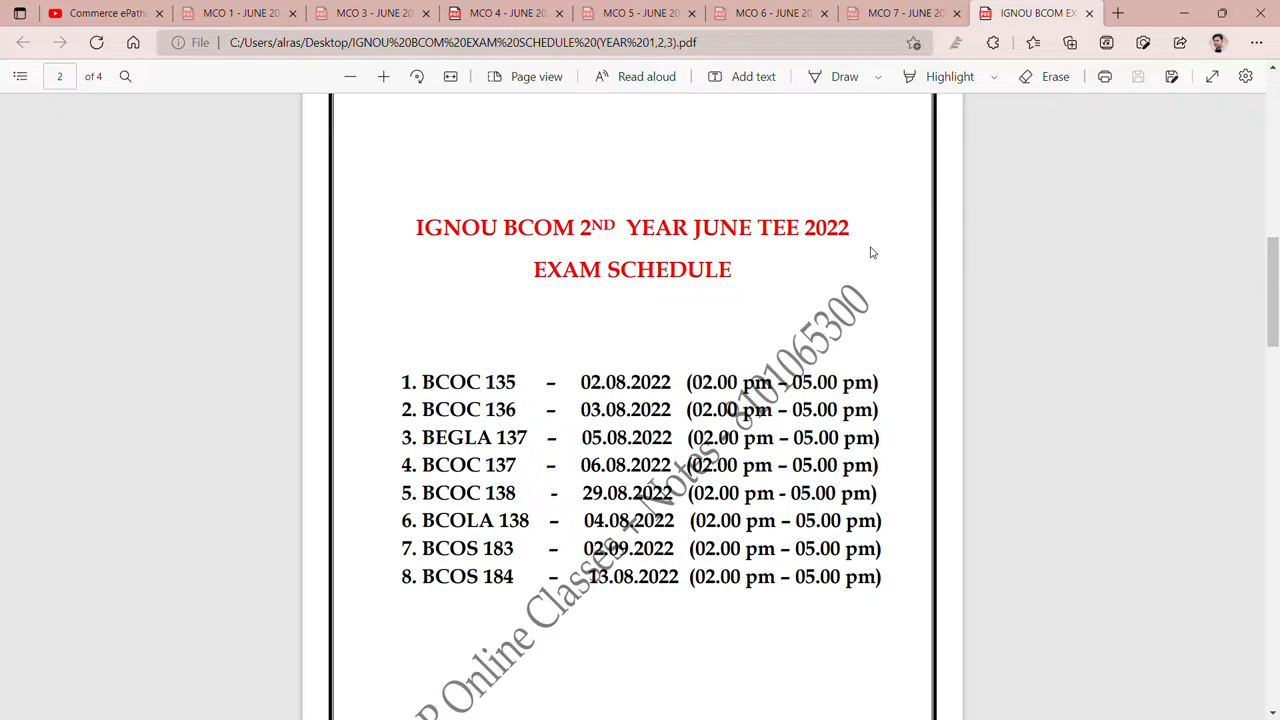 Commerce ePath
MCO 1 - JUNE 20
MCO 3 - JUNE 20
MCO 4 - JUNE 20
MCO 5 - JUNE 20
MCO 6 - JUNE 20
MCO 7 - JUNE 20
IGNOU BCOM EX
File C:/Users/alras/Desktop/IGNOU%20BCOM%20EXAM%20SCHEDULE%20(YEAR%201,2,3).pdf
2 of 4 Page view Read aloud Add text Draw Highlight Erase
IGNOU BCOM 2ND YEAR JUNE TEE 2022
EXAM SCHEDULE
1. BCOC 135 – 02.08.2022 (02.00 pm – 05.00 pm)
2. BCOC 136 – 03.08.2022 (02.00 pm – 05.00 pm)
3. BEGLA 137 – 05.08.2022 (02.00 pm – 05.00 pm)
4. BCOC 137 – 06.08.2022 (02.00 pm – 05.00 pm)
5. BCOC 138 - 29.08.2022 (02.00 pm - 05.00 pm)
6. BCOLA 138 – 04.08.2022 (02.00 pm – 05.00 pm)
7. BCOS 183 – 02.09.2022 (02.00 pm – 05.00 pm)
8. BCOS 184 – 13.08.2022 (02.00 pm – 05.00 pm)
P Online Classes + Notes - 8101065300